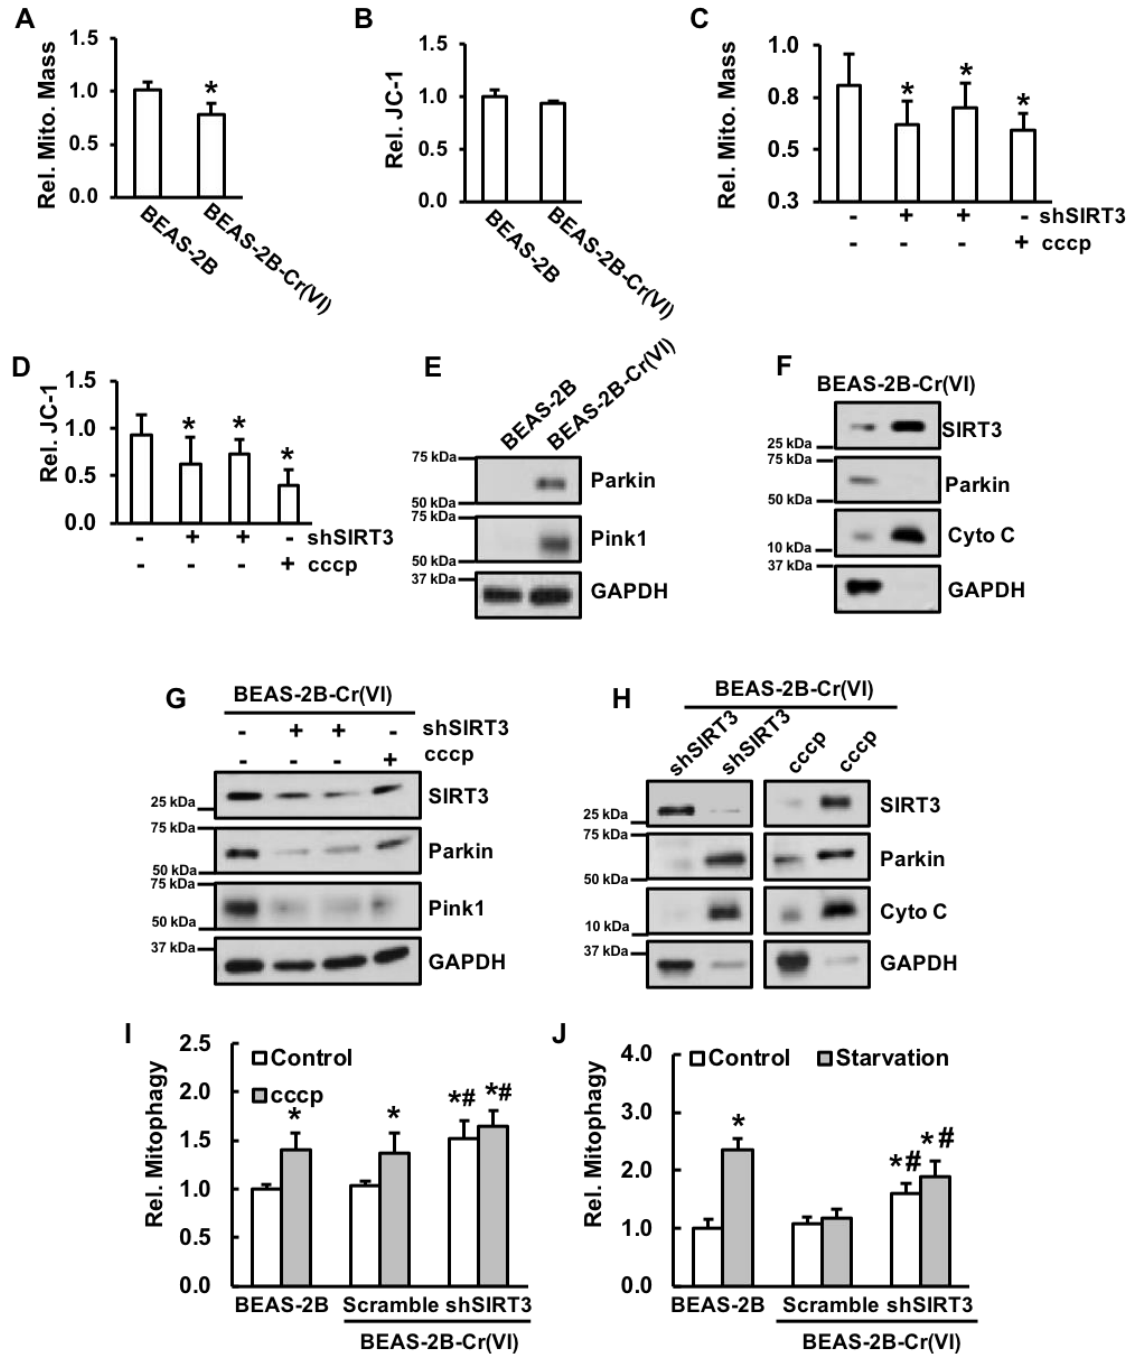 A
1.5
1.0
0.5
0.0
Rel. Mito. Mass
*
BEAS-2B
BEAS-2B-Cr(VI)
B
1.5
1.0
0.5
0.0
Rel. JC-1
BEAS-2B
BEAS-2B-Cr(VI)
C
1.0
0.8
0.5
0.3
Rel. Mito. Mass
* * *
- + + - shSIRT3
- - - + cccp
D
1.5
1.0
0.5
0.0
Rel. JC-1
* * *
- + + - shSIRT3
- - - + cccp
E
BEAS-2B
BEAS-2B-Cr(VI)
75 kDa
Parkin
50 kDa
75 kDa
Pink1
50 kDa
37 kDa
GAPDH
F
BEAS-2B-Cr(VI)
SIRT3
25 kDa
75 kDa
Parkin
50 kDa
Cyto C
10 kDa
37 kDa
GAPDH
G
BEAS-2B-Cr(VI)
- + + - shSIRT3
- - - + cccp
SIRT3
25 kDa
75 kDa
Parkin
50 kDa
75 kDa
Pink1
50 kDa
37 kDa
GAPDH
H
BEAS-2B-Cr(VI)
shSIRT3
shSIRT3
cccp
cccp
SIRT3
25 kDa
75 kDa
Parkin
50 kDa
Cyto C
10 kDa
37 kDa
GAPDH
I
2.5
2.0
1.5
1.0
0.5
0.0
Rel. Mitophagy
Control
cccp
* * *# *#
BEAS-2B Scramble shSIRT3
BEAS-2B-Cr(VI)
J
4.0
3.0
2.0
1.0
0.0
Rel. Mitophagy
Control Starvation
* *# *#
BEAS-2B Scramble shSIRT3
BEAS-2B-Cr(VI)